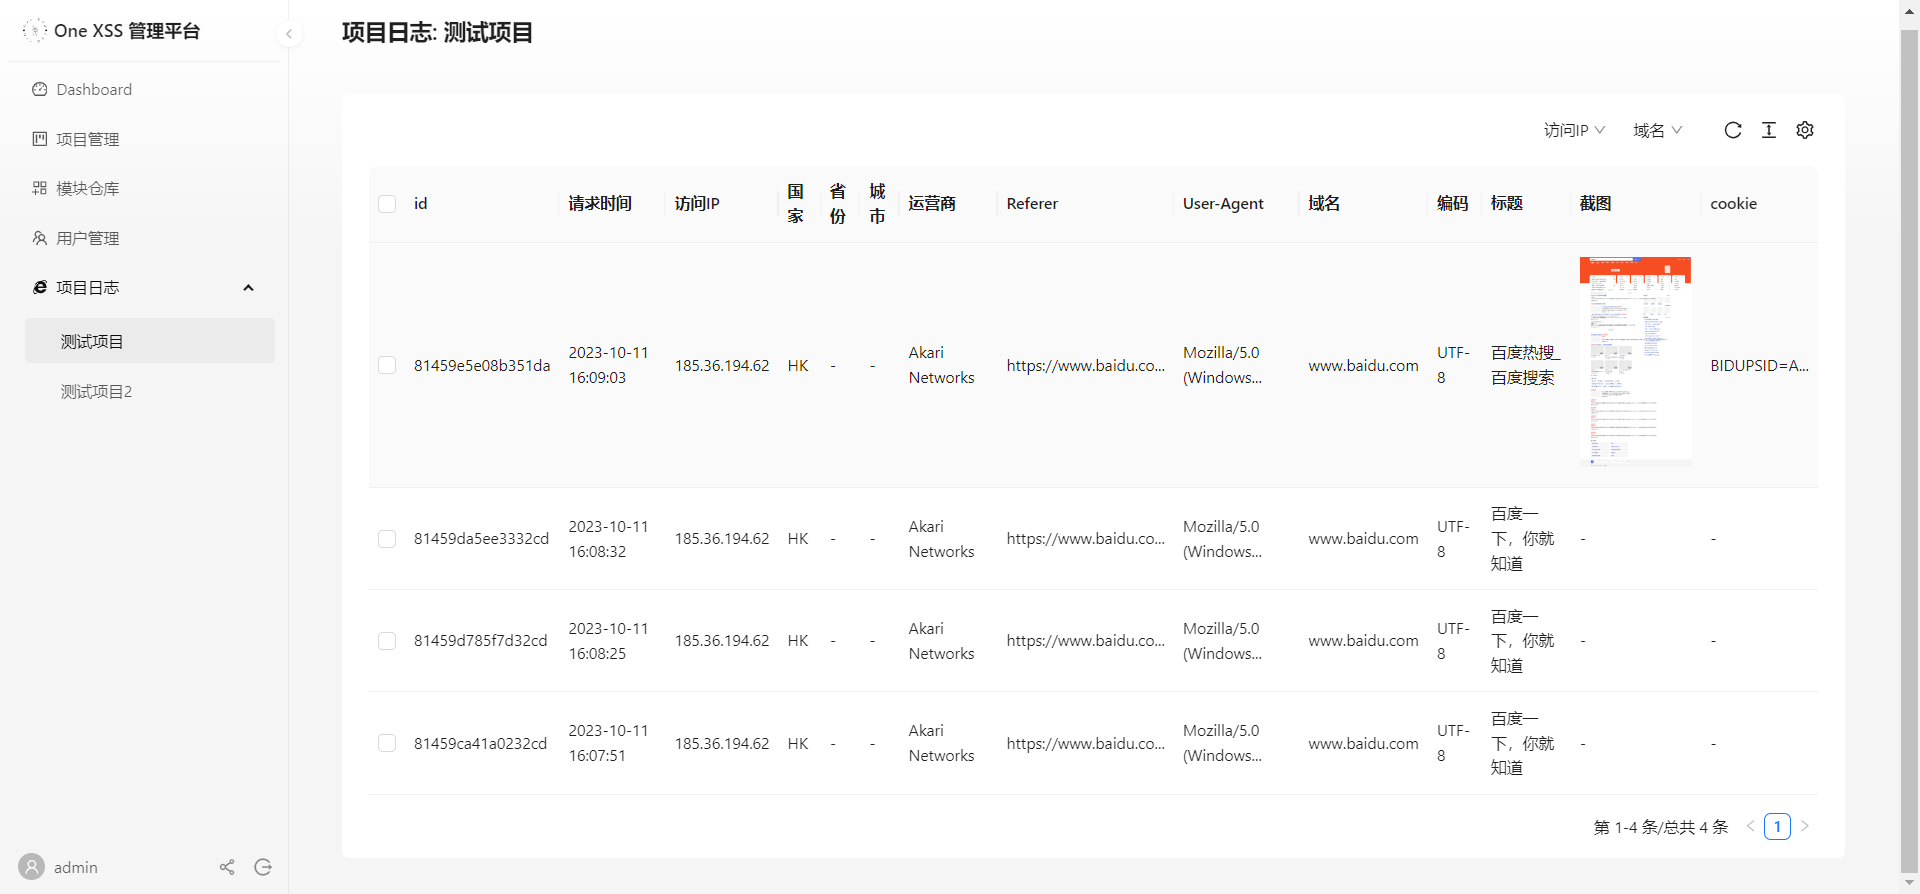 One XSS 管理平台
Dashboard
项目管理
模块仓库
用户管理
项目日志
测试项目
测试项目2
admin
项目日志: 测试项目
访问IP 域名
id 请求时间 访问IP 国家 省份 城市 运营商 Referer User-Agent 域名 编码 标题 截图 cookie
81459e5e08b351da 2023-10-11 16:09:03 185.36.194.62 HK - - Akari Networks https://www.baidu.co... Mozilla/5.0 (Windows... www.baidu.com UTF-8 百度热搜_百度搜索 BIDUPSID=A...
81459da5ee3332cd 2023-10-11 16:08:32 185.36.194.62 HK - - Akari Networks https://www.baidu.co... Mozilla/5.0 (Windows... www.baidu.com UTF-8 百度一下，你就知道 - -
81459d785f7d32cd 2023-10-11 16:08:25 185.36.194.62 HK - - Akari Networks https://www.baidu.co... Mozilla/5.0 (Windows... www.baidu.com UTF-8 百度一下，你就知道 - -
81459ca41a0232cd 2023-10-11 16:07:51 185.36.194.62 HK - - Akari Networks https://www.baidu.co... Mozilla/5.0 (Windows... www.baidu.com UTF-8 百度一下，你就知道 - -
第 1-4 条/总共 4 条 1